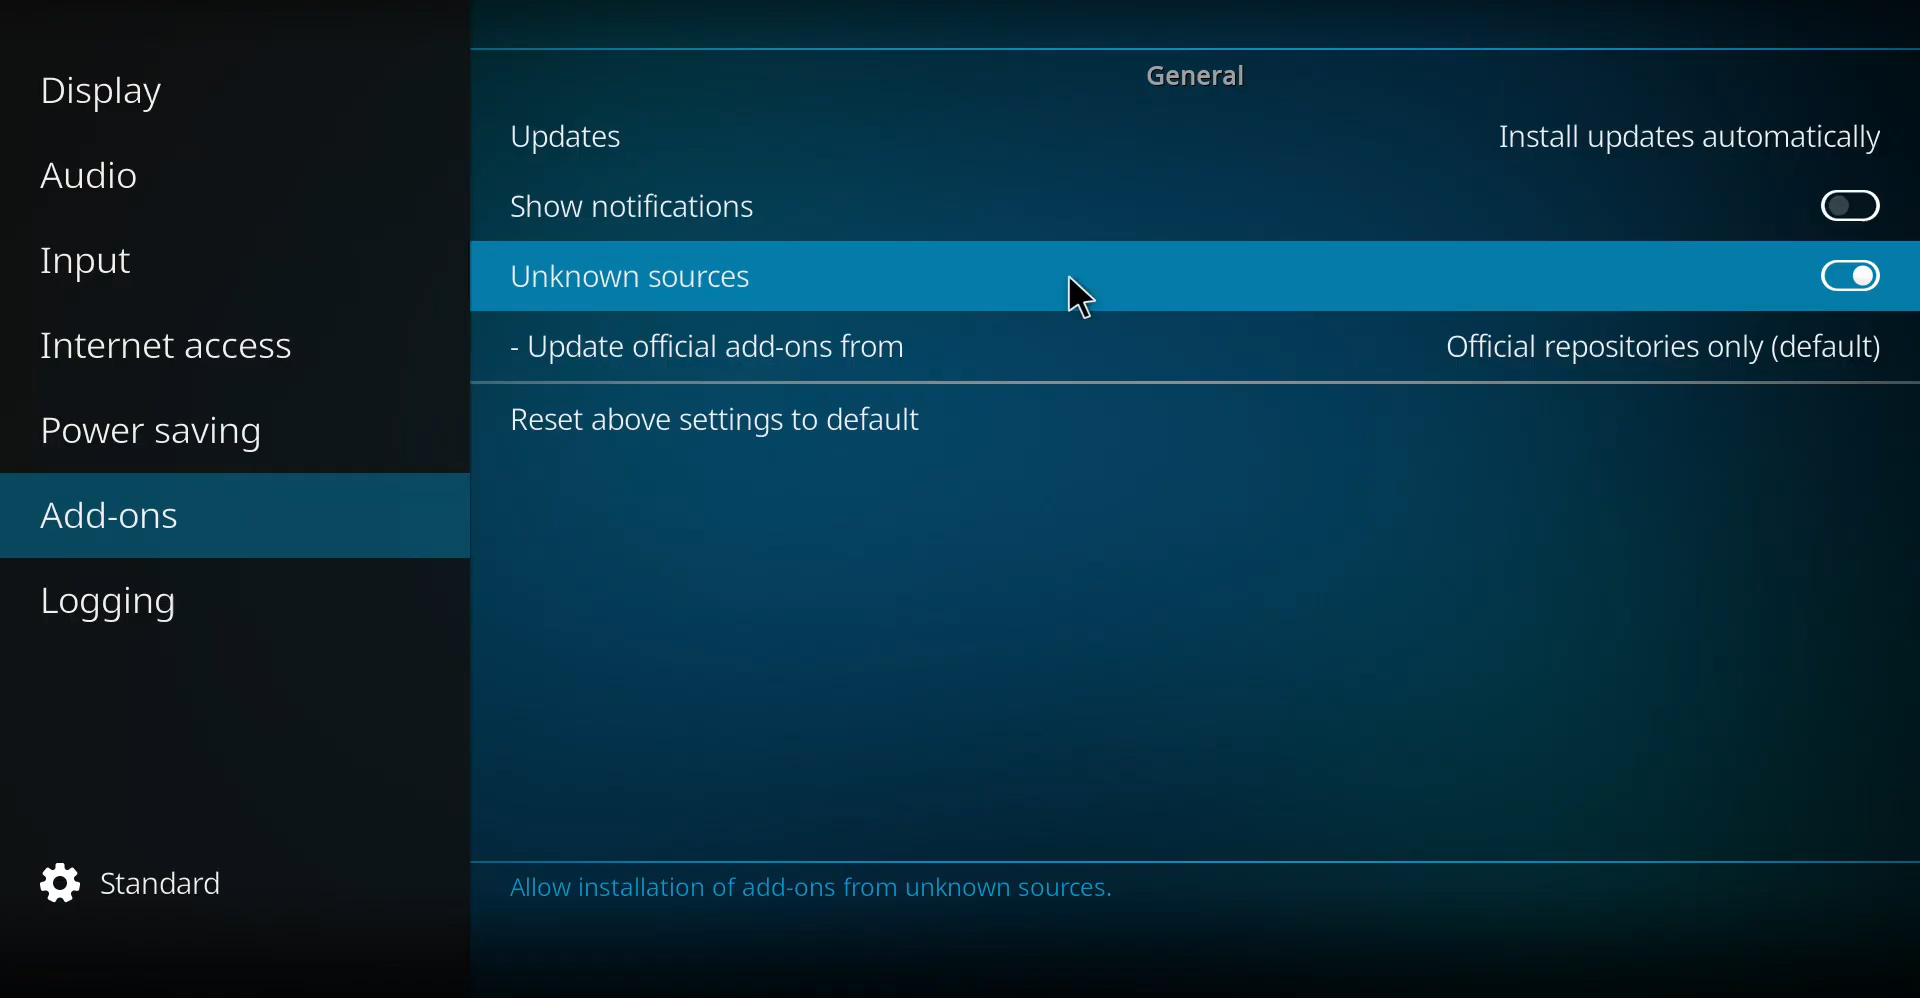 Display
Audio
Input
Internet access
Power saving
Add-ons
Logging
Standard
General
Updates Install updates automatically
Show notifications
Unknown sources
- Update official add-ons from Official repositories only (default)
Reset above settings to default
Allow installation of add-ons from unknown sources.